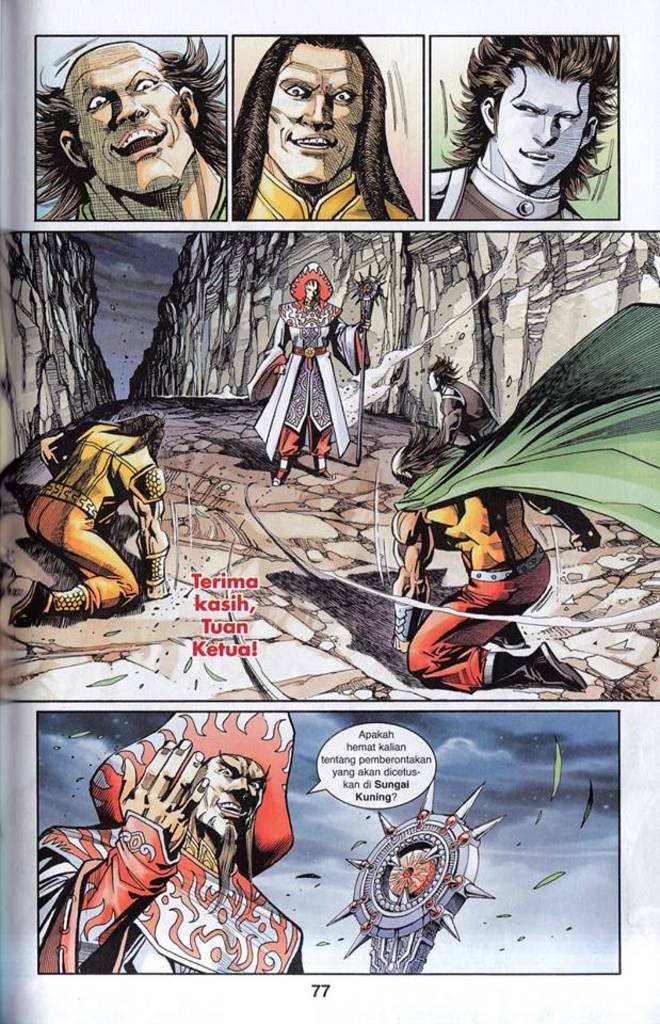 Terima
kasih,
Tuan
Ketua!
Apakah
hemat kalian
tentang pemberontakan
yang akan dicetus-
kan di Sungai
Kuning?
77